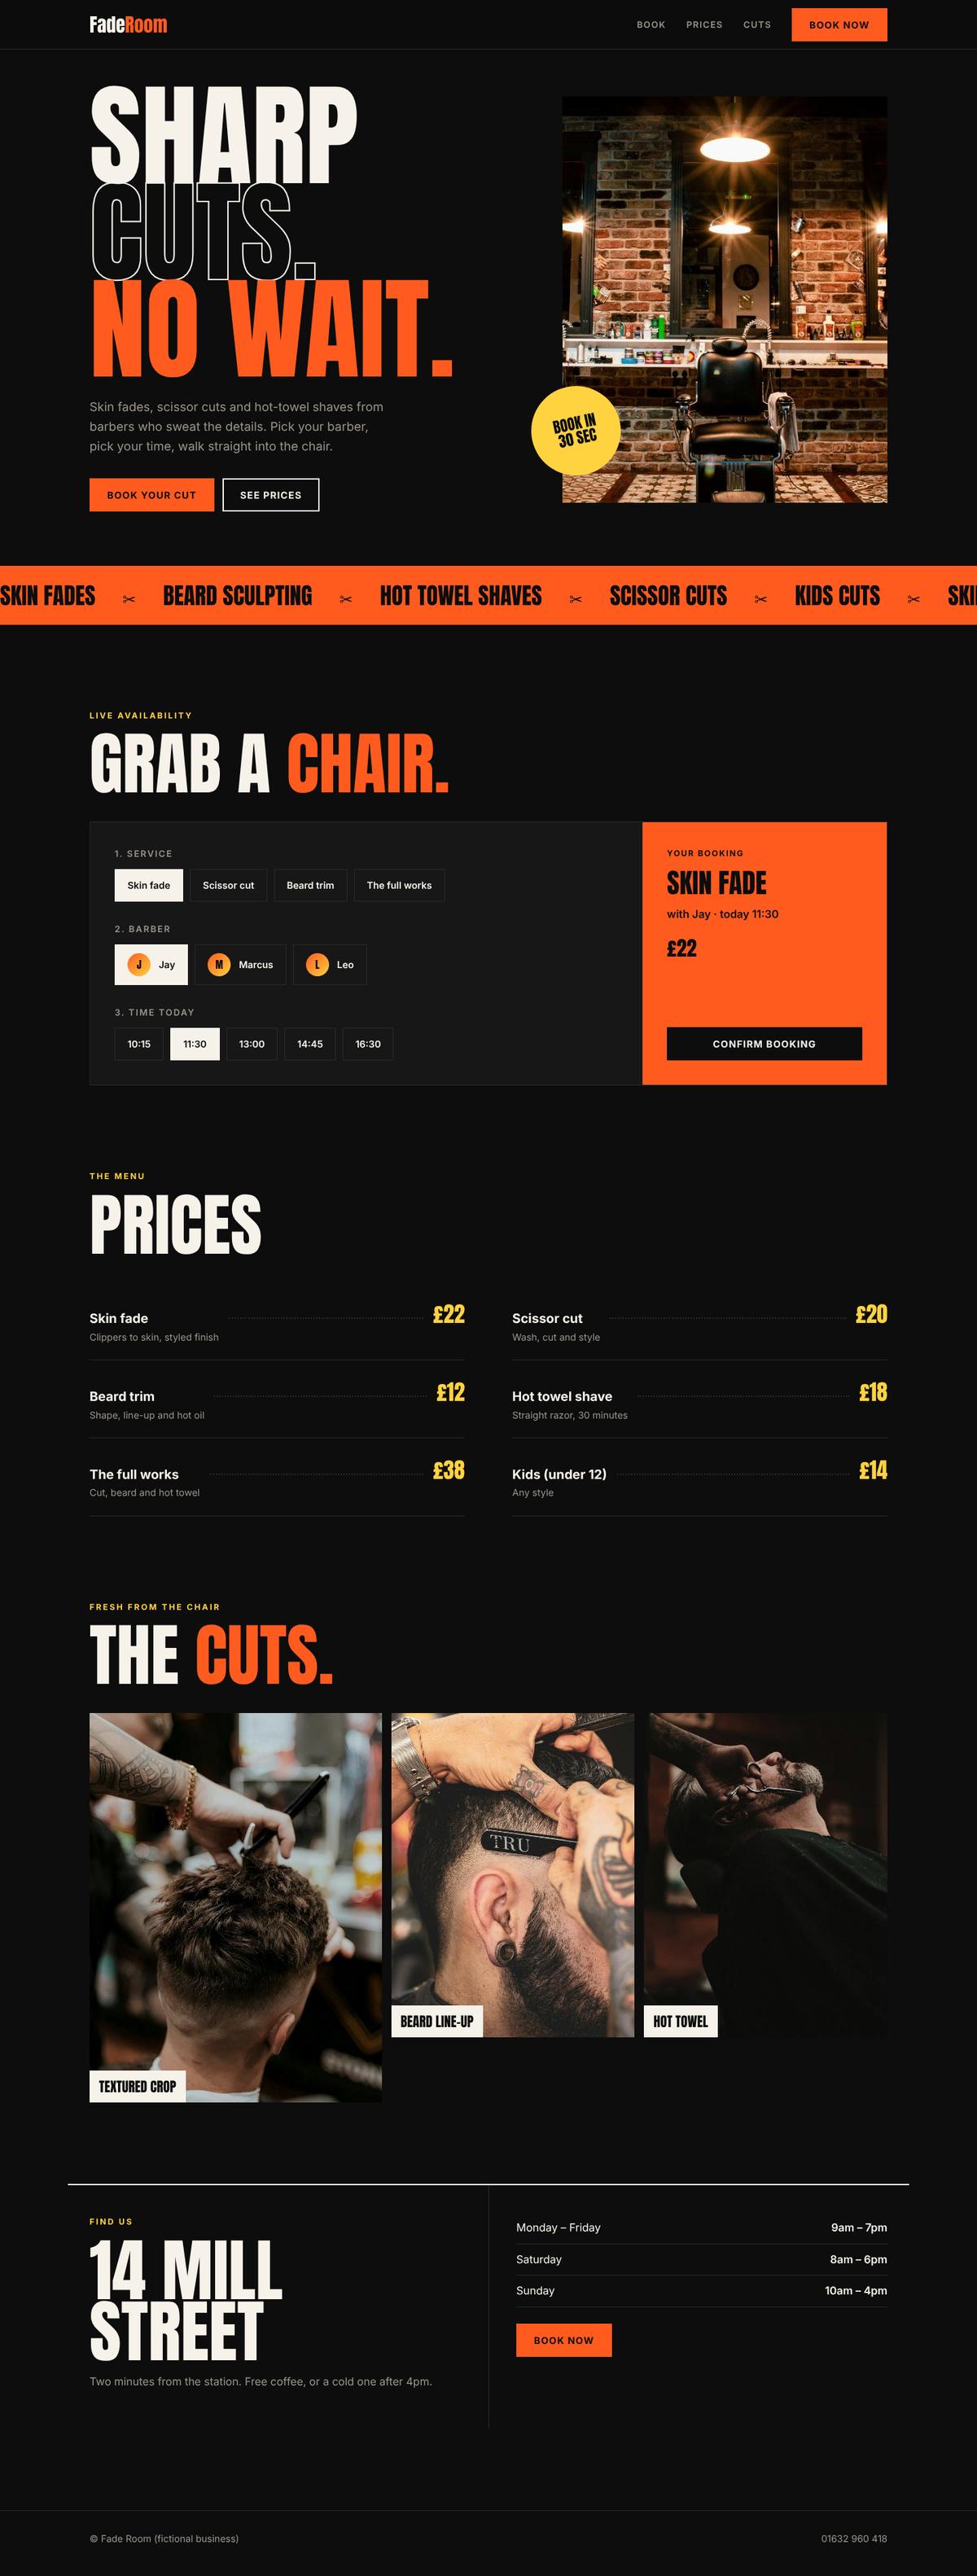 FadeRoom
BOOK
PRICES
CUTS
BOOK NOW
SHARP
CUTS.
NO WAIT.
Skin fades, scissor cuts and hot-towel shaves from
barbers who sweat the details. Pick your barber,
pick your time, walk straight into the chair.
BOOK YOUR CUT
SEE PRICES
BOOK IN
30 SEC
SKIN FADES ✂ BEARD SCULPTING ✂ HOT TOWEL SHAVES ✂ SCISSOR CUTS ✂ KIDS CUTS ✂ SKI
LIVE AVAILABILITY
GRAB A CHAIR.
1. SERVICE
Skin fade
Scissor cut
Beard trim
The full works
2. BARBER
J Jay
M Marcus
L Leo
3. TIME TODAY
10:15
11:30
13:00
14:45
16:30
YOUR BOOKING
SKIN FADE
with Jay · today 11:30
£22
CONFIRM BOOKING
THE MENU
PRICES
Skin fade £22
Clippers to skin, styled finish
Scissor cut £20
Wash, cut and style
Beard trim £12
Shape, line-up and hot oil
Hot towel shave £18
Straight razor, 30 minutes
The full works £38
Cut, beard and hot towel
Kids (under 12) £14
Any style
FRESH FROM THE CHAIR
THE CUTS.
TRU
TEXTURED CROP
BEARD LINE-UP
HOT TOWEL
FIND US
14 MILL
STREET
Two minutes from the station. Free coffee, or a cold one after 4pm.
Monday – Friday 9am – 7pm
Saturday 8am – 6pm
Sunday 10am – 4pm
BOOK NOW
© Fade Room (fictional business)
01632 960 418